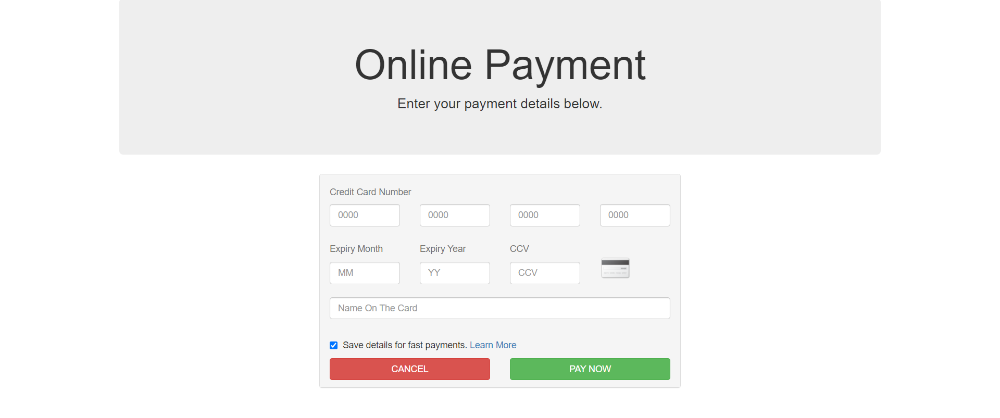 Online Payment
Enter your payment details below.
Credit Card Number
0000 0000 0000 0000
Expiry Month Expiry Year CCV
MM YY CCV
Name On The Card
Save details for fast payments. Learn More
CANCEL PAY NOW